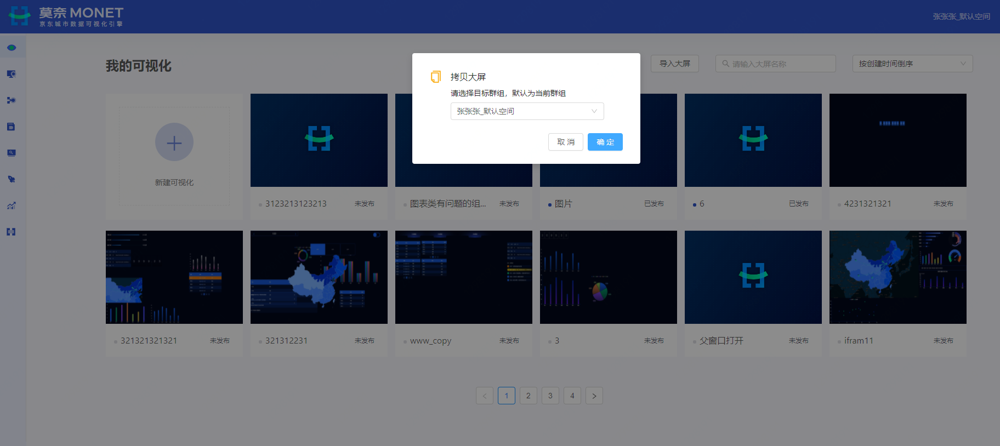 莫奈 MONET
京东城市数据可视化引擎
张张张_默认空间
我的可视化
导入大屏
请输入大屏名称
按创建时间倒序
拷贝大屏
请选择目标群组，默认为当前群组
张张张_默认空间
取 消
确 定
新建可视化
3123213123213 未发布
图表类有问题的组... 未发布
图片 已发布
6 已发布
4231321321 未发布
321321321321 未发布
321312231 未发布
www_copy 未发布
3 未发布
父窗口打开 未发布
ifram11 未发布
< 1 2 3 4 >